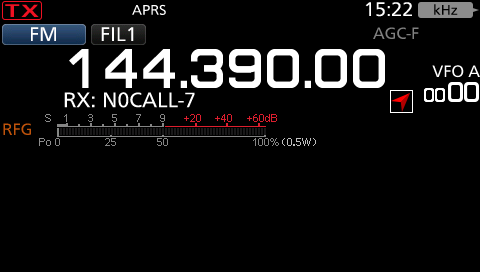 TX APRS 15:22 kHz
FM FIL1 AGC-F
144.390.00 VFO A
RX: N0CALL-7 0000
S 1 3 5 7 9 +20 +40 +60dB
RFG
Po 0 25 50 100% (0.5W)